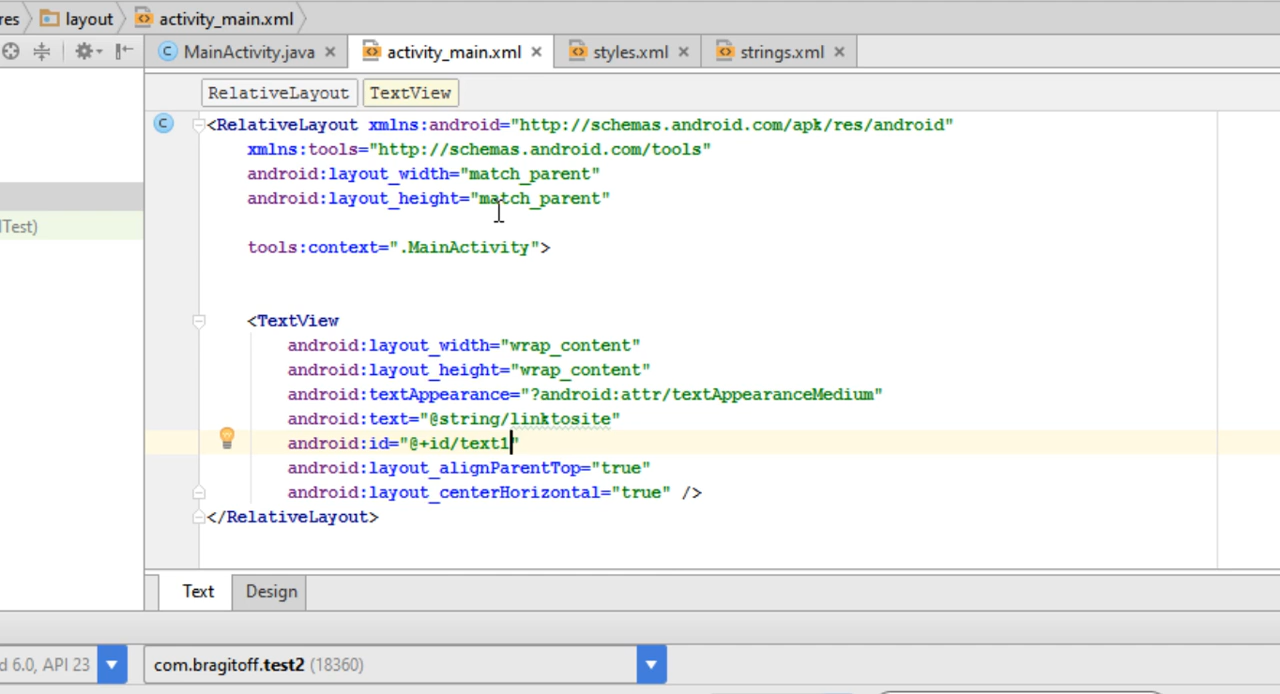 res layout activity_main.xml
MainActivity.java activity_main.xml styles.xml strings.xml
RelativeLayout TextView
<RelativeLayout xmlns:android="http://schemas.android.com/apk/res/android"
xmlns:tools="http://schemas.android.com/tools"
android:layout_width="match_parent"
android:layout_height="match_parent"
tools:context=".MainActivity">
<TextView
android:layout_width="wrap_content"
android:layout_height="wrap_content"
android:textAppearance="?android:attr/textAppearanceMedium"
android:text="@string/linktosite"
android:id="@+id/text1"
android:layout_alignParentTop="true"
android:layout_centerHorizontal="true" />
</RelativeLayout>
Test)
Text Design
d 6.0, API 23 com.bragitoff.test2 (18360)